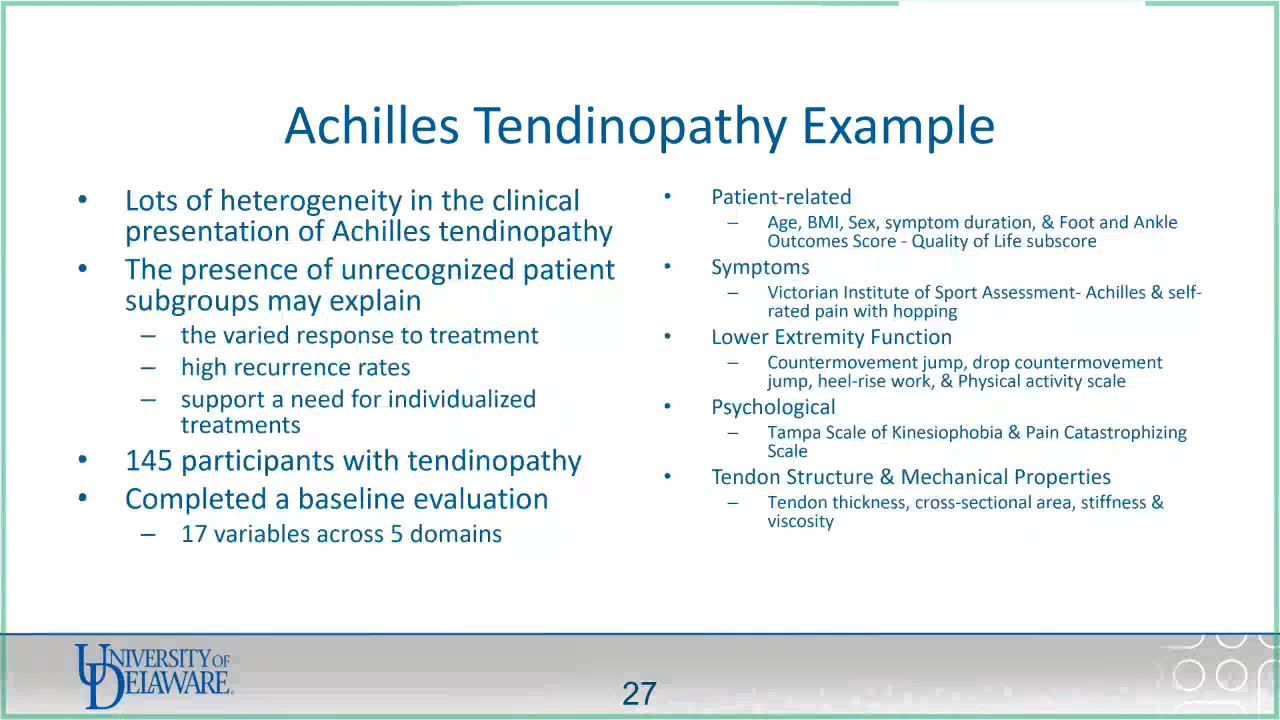 Achilles Tendinopathy Example
• Lots of heterogeneity in the clinical
presentation of Achilles tendinopathy
• The presence of unrecognized patient
subgroups may explain
– the varied response to treatment
– high recurrence rates
– support a need for individualized
treatments
• 145 participants with tendinopathy
• Completed a baseline evaluation
– 17 variables across 5 domains
• Patient-related
– Age, BMI, Sex, symptom duration, & Foot and Ankle
Outcomes Score - Quality of Life subscore
• Symptoms
– Victorian Institute of Sport Assessment- Achilles & self-
rated pain with hopping
• Lower Extremity Function
– Countermovement jump, drop countermovement
jump, heel-rise work, & Physical activity scale
• Psychological
– Tampa Scale of Kinesiophobia & Pain Catastrophizing
Scale
• Tendon Structure & Mechanical Properties
– Tendon thickness, cross-sectional area, stiffness &
viscosity
UNIVERSITY OF
DELAWARE
27